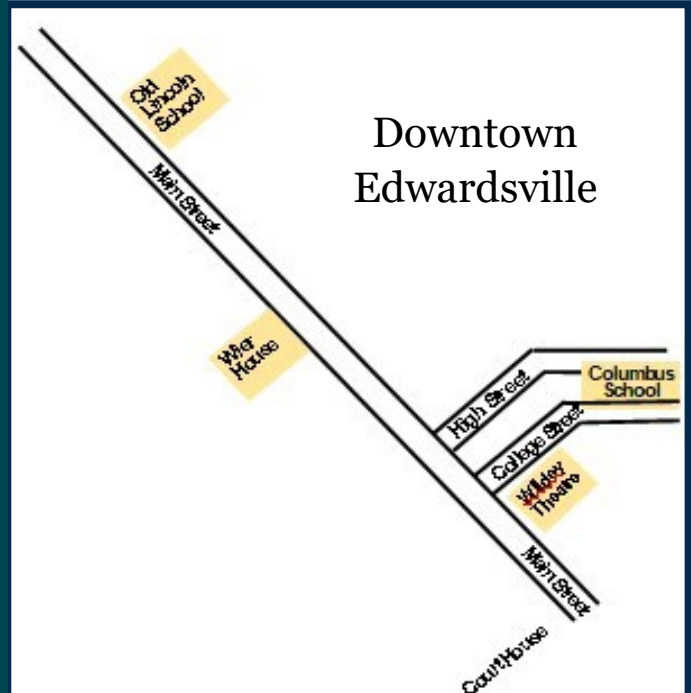 Downtown
Edwardsville
Old
Lincoln
School
Main Street
Wier
House
High Street
Columbus
School
College Street
Wildey
Theatre
Main Street
Court House